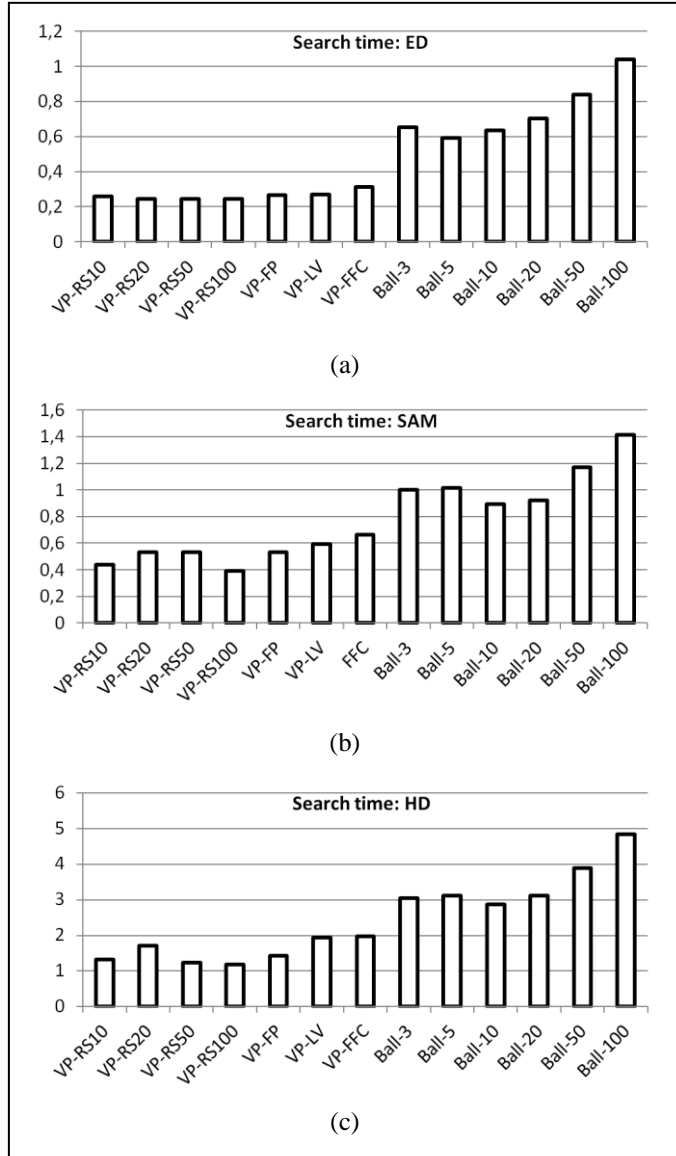 Search time: ED
1,2
1
0,8
0,6
0,4
0,2
0
VP-RS10 VP-RS20 VP-RS50 VP-RS100 VP-FP VP-LV VP-FFC Ball-3 Ball-5 Ball-10 Ball-20 Ball-50 Ball-100
(a)
Search time: SAM
1,6
1,4
1,2
1
0,8
0,6
0,4
0,2
0
VP-RS10 VP-RS20 VP-RS50 VP-RS100 VP-FP VP-LV FFC Ball-3 Ball-5 Ball-10 Ball-20 Ball-50 Ball-100
(b)
Search time: HD
6
5
4
3
2
1
0
VP-RS10 VP-RS20 VP-RS50 VP-RS100 VP-FP VP-LV VP-FFC Ball-3 Ball-5 Ball-10 Ball-20 Ball-50 Ball-100
(c)